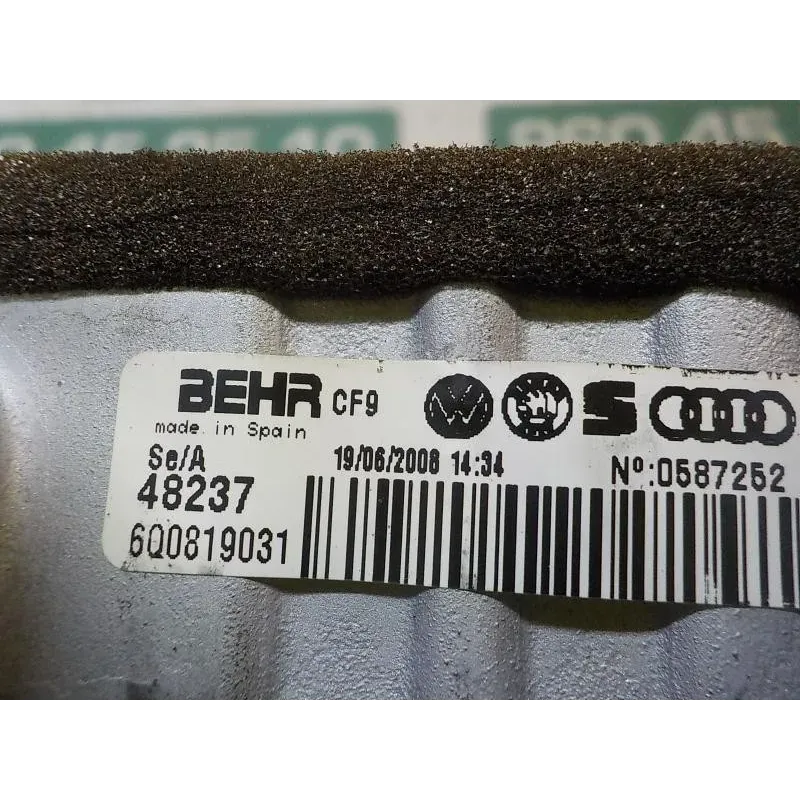 BEHR CF9
made in Spain
Se/A
19/06/2008 14:34
Nº:0587252
48237
6Q0819031